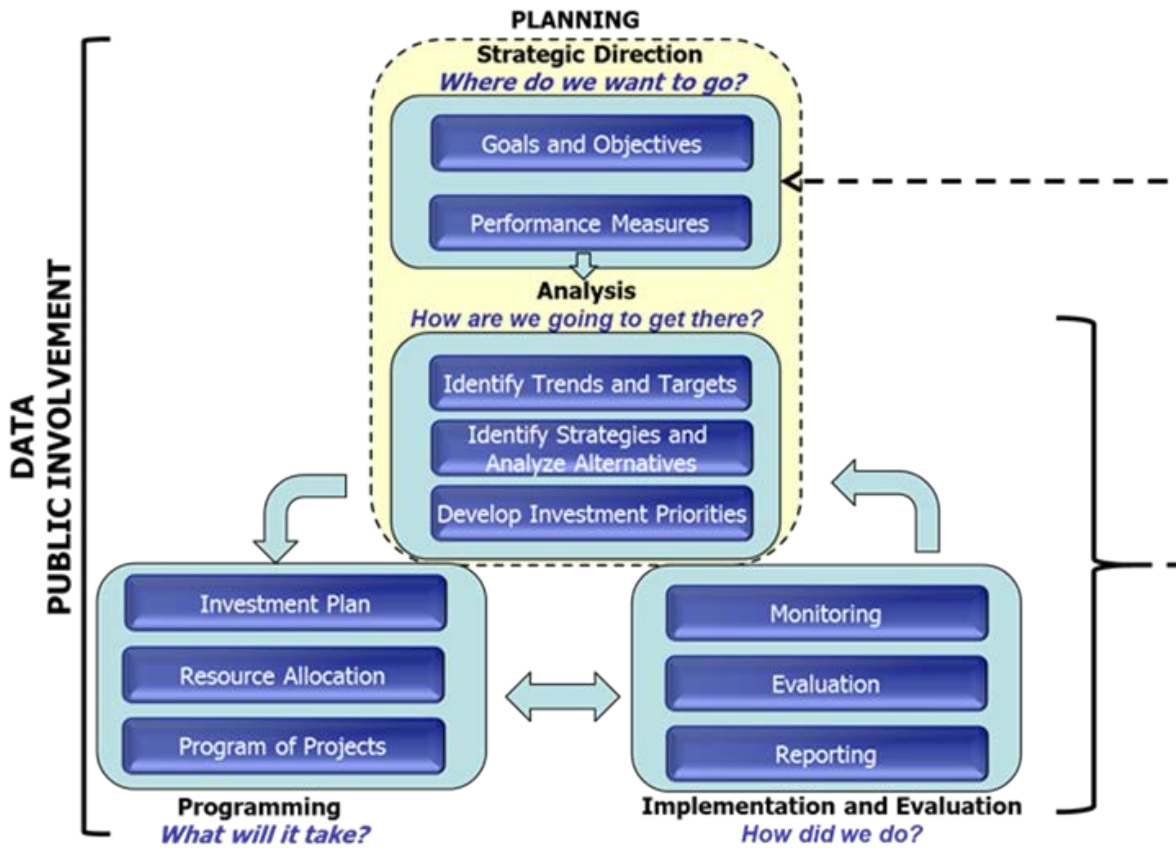 PLANNING
Strategic Direction
Where do we want to go?
Goals and Objectives
Performance Measures
Analysis
How are we going to get there?
Identify Trends and Targets
Identify Strategies and
Analyze Alternatives
Develop Investment Priorities
DATA
PUBLIC INVOLVEMENT
Investment Plan
Resource Allocation
Program of Projects
Programming
What will it take?
Monitoring
Evaluation
Reporting
Implementation and Evaluation
How did we do?